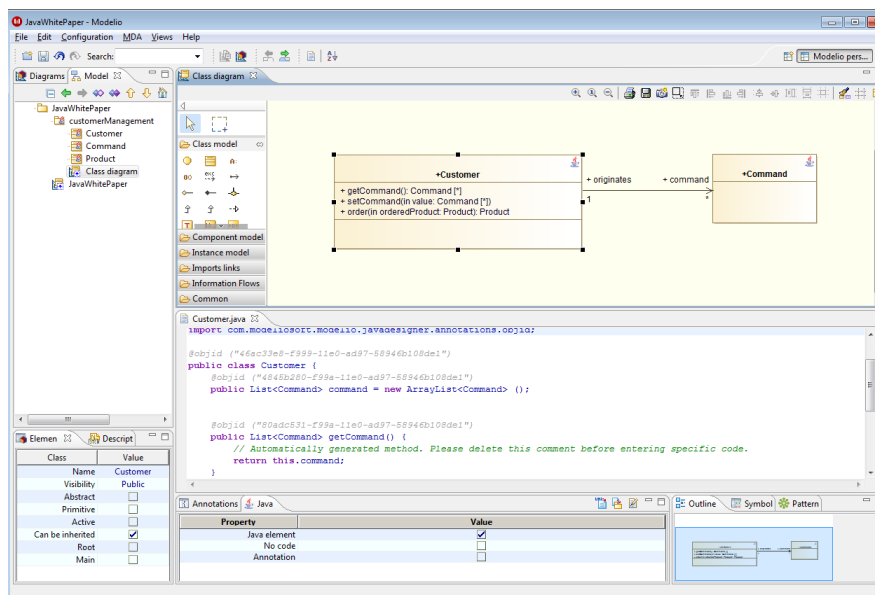 JavaWhitePaper - Modelio
File Edit Configuration MDA Views Help
Search:
Modelio pers...
Diagrams Model
JavaWhitePaper
customerManagement
Customer
Command
Product
Class diagram
JavaWhitePaper
Class diagram
Class model
Component model
Instance model
Imports links
Information Flows
Common
+Customer
+ getCommand(): Command [*]
+ setCommand(in value: Command [*])
+ order(in orderedProduct: Product): Product
+ originates + command
1 *
+Command
Customer.java
import com.modeliosoft.modelio.javadesigner.annotations.objid;
@objid ("46ac33e8-f999-11e0-ad97-58946b108de1")
public class Customer {
@objid ("4845b280-f99a-11e0-ad97-58946b108de1")
public List<Command> command = new ArrayList<Command> ();
@objid ("80adc531-f99a-11e0-ad97-58946b108de1")
public List<Command> getCommand() {
// Automatically generated method. Please delete this comment before entering specific code.
return this.command;
}
Elemen Descript
Class Value
Name Customer
Visibility Public
Abstract
Primitive
Active
Can be inherited
Root
Main
Annotations Java
Property Value
Java element
No code
Annotation
Outline Symbol Pattern